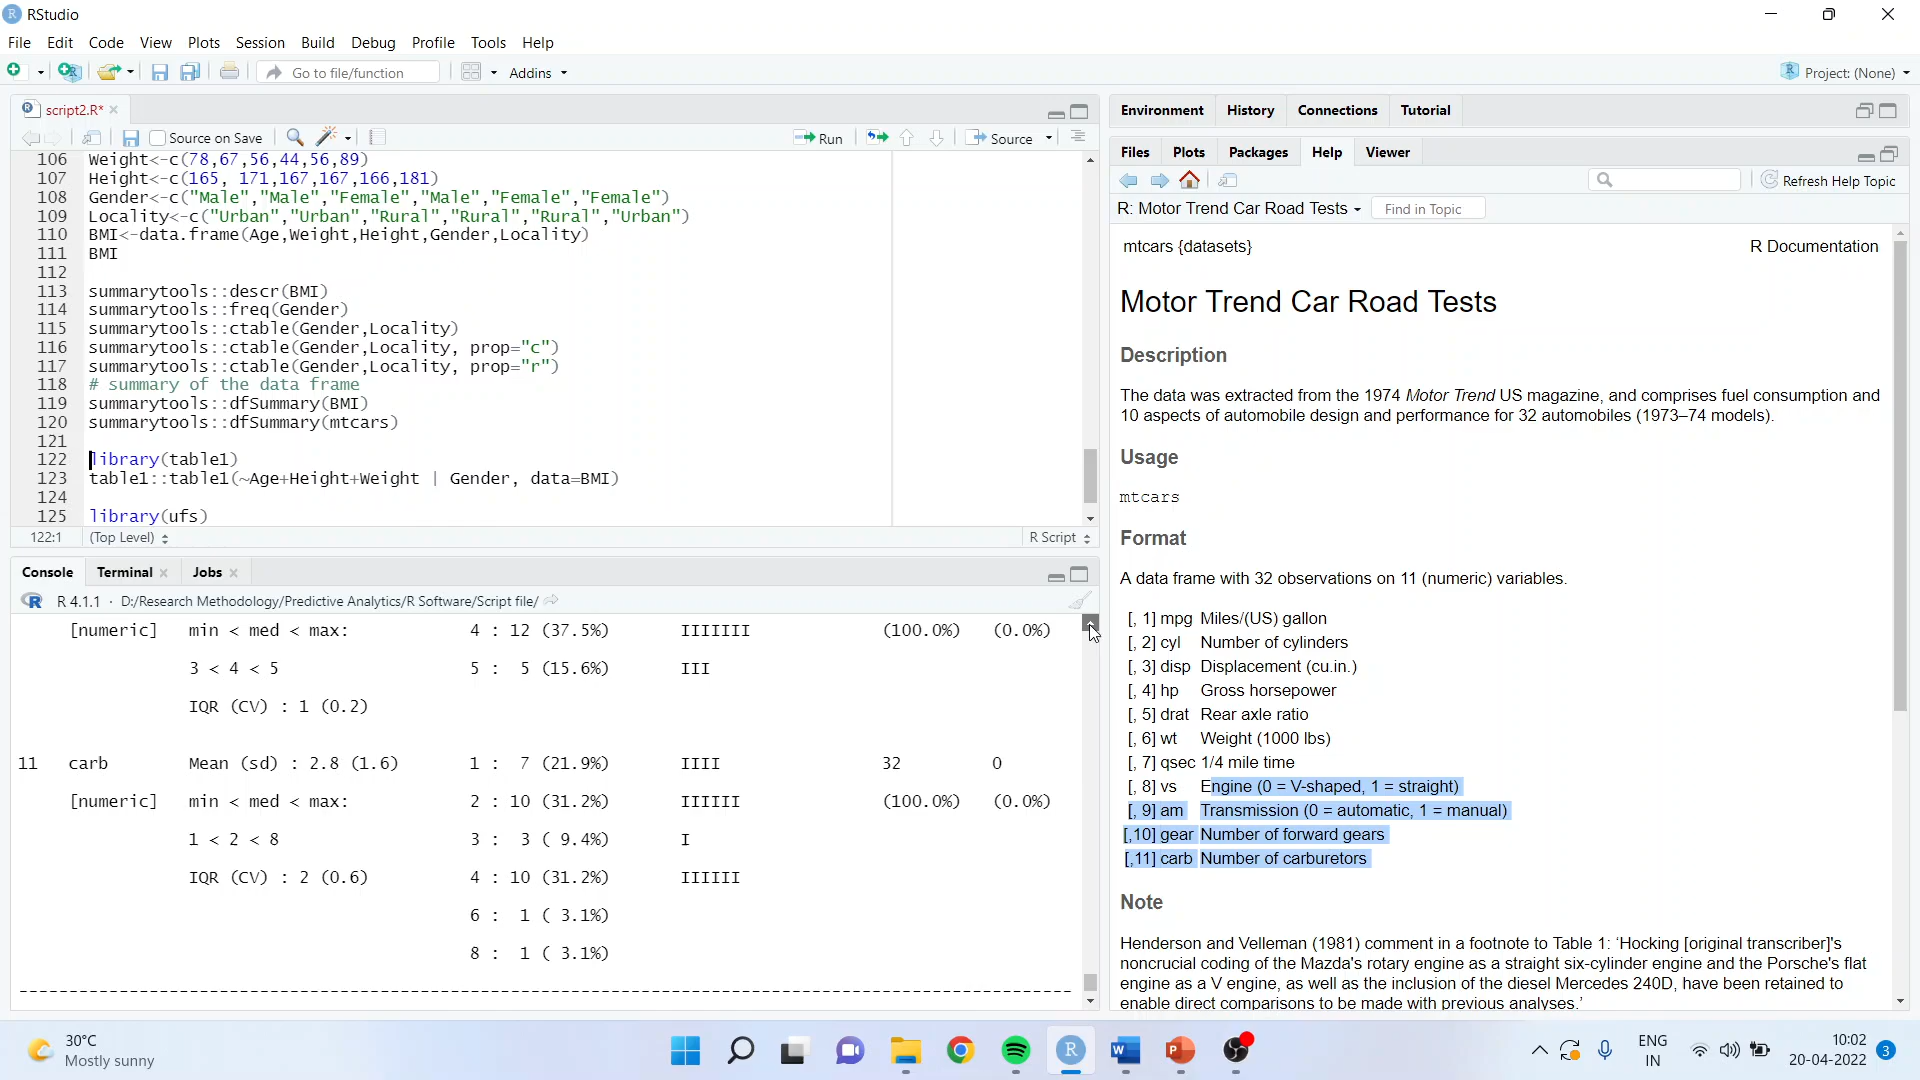 RStudio
File Edit Code View Plots Session Build Debug Profile Tools Help
Go to file/function Addins Project: (None)
script2.R*
Source on Save Run Source
106 Weight<-c(78,67,56,44,56,89)
107 Height<-c(165, 171,167,167,166,181)
108 Gender<-c("Male","Male","Female","Male","Female","Female")
109 Locality<-c("Urban","Urban","Rural","Rural","Rural","Urban")
110 BMI<-data.frame(Age,Weight,Height,Gender,Locality)
111 BMI
112
113 summarytools::descr(BMI)
114 summarytools::freq(Gender)
115 summarytools::ctable(Gender,Locality)
116 summarytools::ctable(Gender,Locality, prop="c")
117 summarytools::ctable(Gender,Locality, prop="r")
118 # summary of the data frame
119 summarytools::dfSummary(BMI)
120 summarytools::dfSummary(mtcars)
121
122 library(table1)
123 table1::table1(~Age+Height+Weight | Gender, data=BMI)
124
125 library(ufs)
122:1 (Top Level) R Script
Console Terminal Jobs
R 4.1.1 · D:/Research Methodology/Predictive Analytics/R Software/Script file/
[numeric] min < med < max: 4 : 12 (37.5%) IIIIIII (100.0%) (0.0%)
3 < 4 < 5 5 : 5 (15.6%) III
IQR (CV) : 1 (0.2)
11 carb Mean (sd) : 2.8 (1.6) 1 : 7 (21.9%) IIII 32 0
[numeric] min < med < max: 2 : 10 (31.2%) IIIIII (100.0%) (0.0%)
1 < 2 < 8 3 : 3 ( 9.4%) I
IQR (CV) : 2 (0.6) 4 : 10 (31.2%) IIIIII
6 : 1 ( 3.1%)
8 : 1 ( 3.1%)
Environment History Connections Tutorial
Files Plots Packages Help Viewer
Refresh Help Topic
R: Motor Trend Car Road Tests Find in Topic
mtcars {datasets} R Documentation
Motor Trend Car Road Tests
Description
The data was extracted from the 1974 Motor Trend US magazine, and comprises fuel consumption and
10 aspects of automobile design and performance for 32 automobiles (1973–74 models).
Usage
mtcars
Format
A data frame with 32 observations on 11 (numeric) variables.
[, 1] mpg Miles/(US) gallon
[, 2] cyl Number of cylinders
[, 3] disp Displacement (cu.in.)
[, 4] hp Gross horsepower
[, 5] drat Rear axle ratio
[, 6] wt Weight (1000 lbs)
[, 7] qsec 1/4 mile time
[, 8] vs Engine (0 = V-shaped, 1 = straight)
[, 9] am Transmission (0 = automatic, 1 = manual)
[,10] gear Number of forward gears
[,11] carb Number of carburetors
Note
Henderson and Velleman (1981) comment in a footnote to Table 1: ‘Hocking [original transcriber]'s
noncrucial coding of the Mazda's rotary engine as a straight six-cylinder engine and the Porsche's flat
engine as a V engine, as well as the inclusion of the diesel Mercedes 240D, have been retained to
enable direct comparisons to be made with previous analyses.’
30°C
Mostly sunny
ENG
IN
10:02
20-04-2022
3